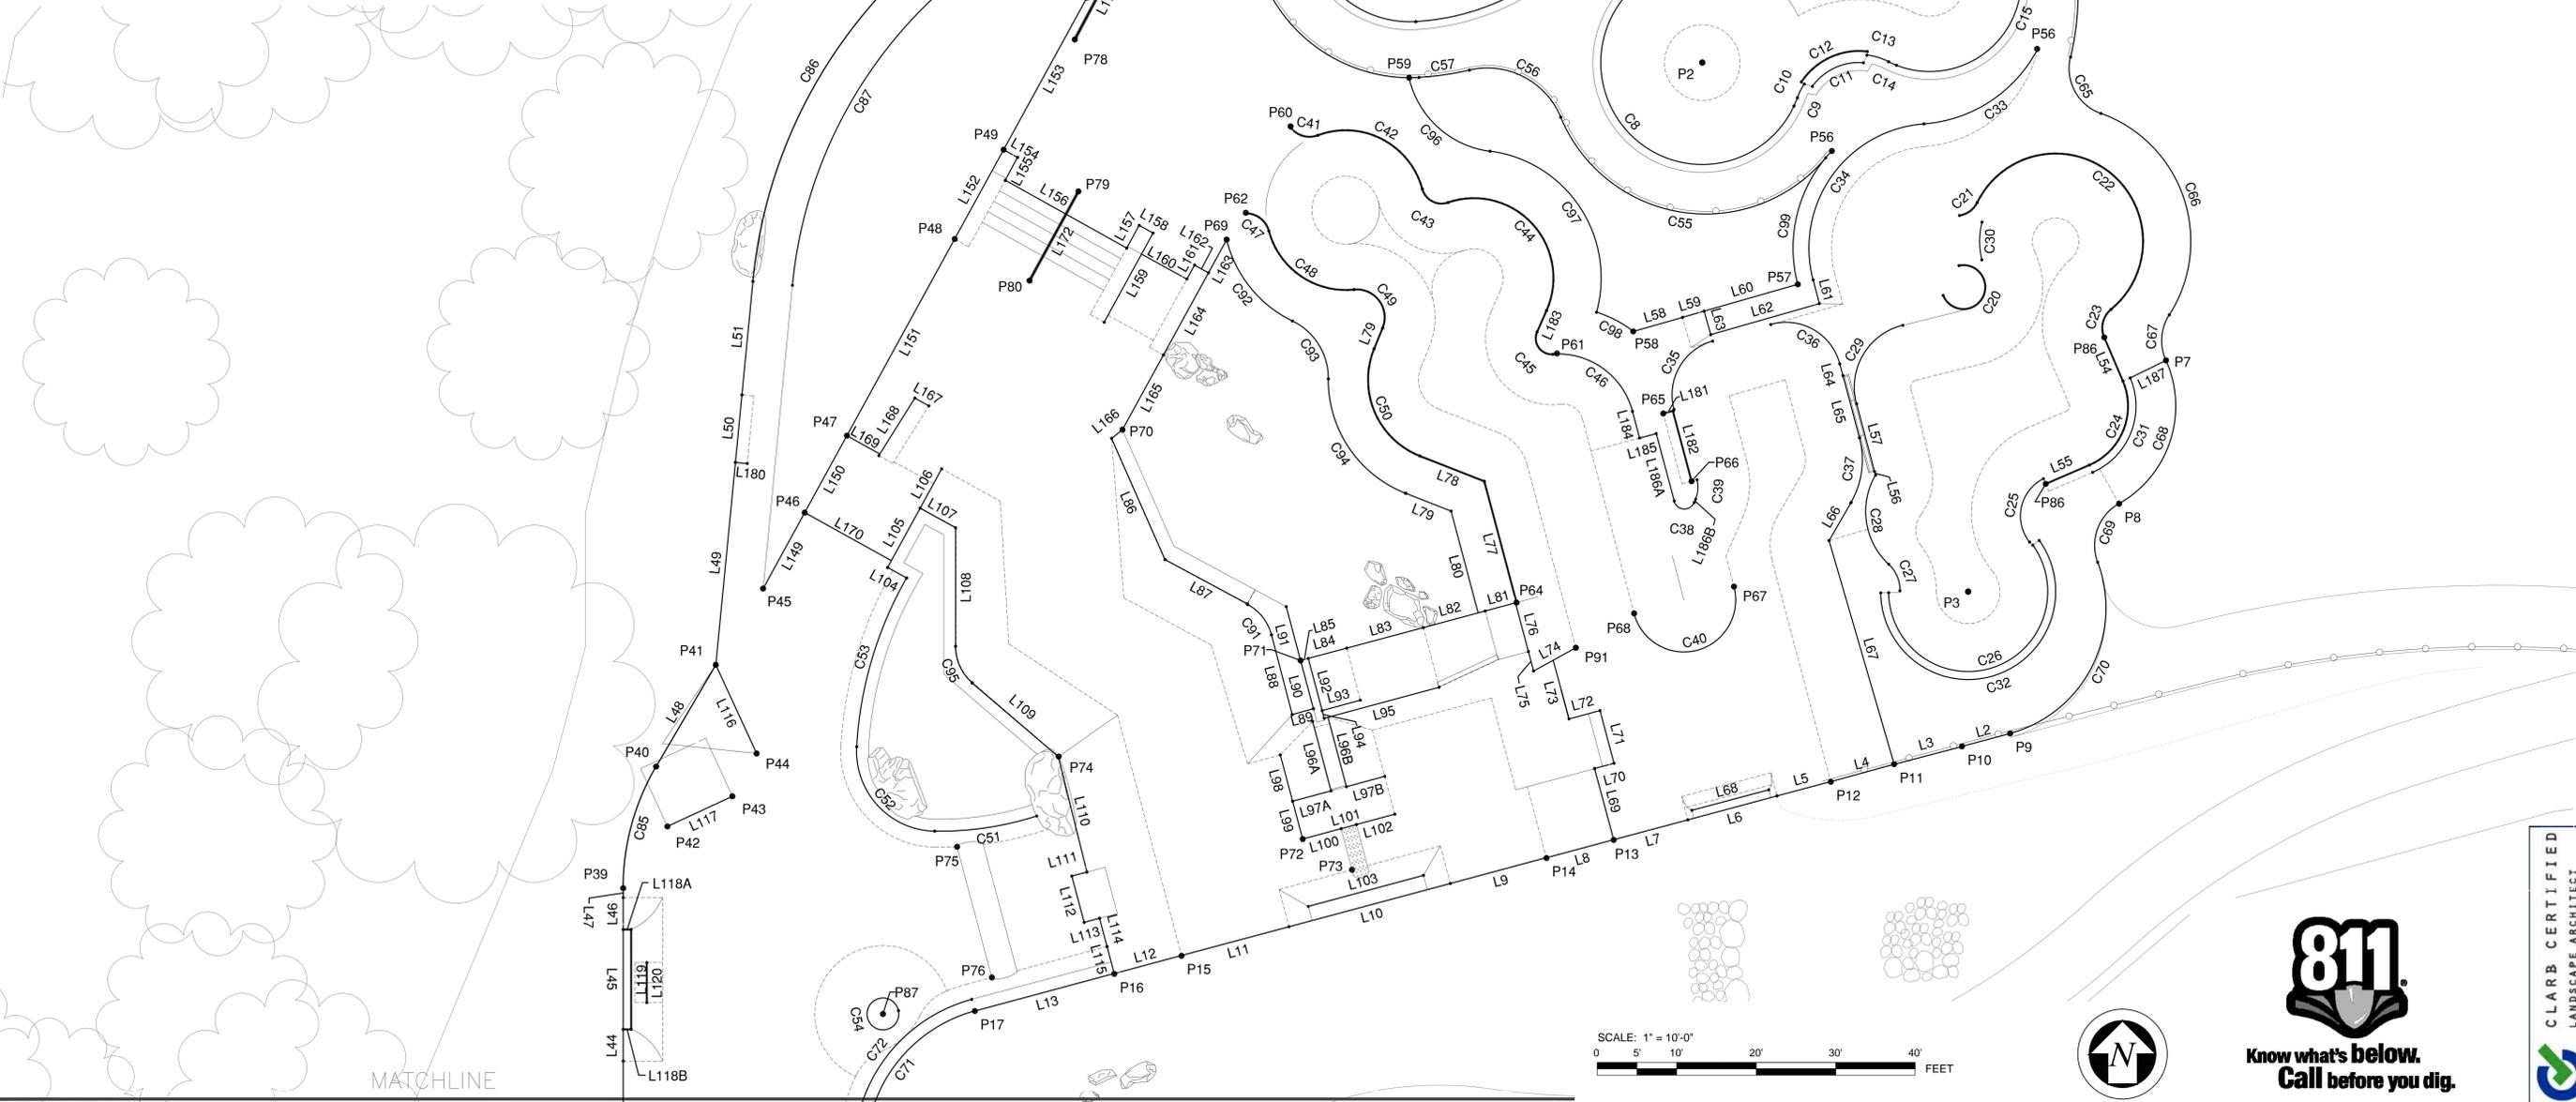 C86
C87
L153
P78
P59
C57
C56
P2
C10
C12
C13
C11
C14
C9
C8
C15
P56
C65
C33
P60
C41
C42
C96
P49
L154
L155
L152
L156
P79
L172
P80
L157
L158
L159
L160
L161
L162
P69
L163
P62
C47
C48
C43
C44
C97
C55
C99
P56
C34
C21
C22
C66
C30
C20
P48
L151
L51
C92
L164
C93
C49
L79
C45
L183
P61
C46
C98
P58
L58
L59
L60
P57
L61
L62
L63
C35
C36
C29
C23
P86
L54
C67
P7
L187
L50
L180
P47
L167
L168
L169
L165
L166
P70
C50
C94
P65
L181
L182
L184
L185
L186A
P66
C39
C38
L186B
L64
L65
L57
C37
L56
C28
L66
C24
C31
C68
L55
P86
C25
P8
C69
L150
P46
L106
L107
L105
L170
L149
L104
L108
L86
L78
L79
L77
L80
L49
P45
L87
P64
L81
L82
L83
P67
P68
C40
C27
P3
C26
C32
C70
P41
C53
C95
C91
L91
L85
L84
P71
L76
L74
P91
L75
L73
L72
L67
L48
L116
P40
P44
L109
L88
L90
L92
L93
L89
L95
L94
L71
P74
L96A
L96B
L70
L3
L2
P9
P10
P11
L4
P12
L5
P43
P42
L117
C85
C52
C51
P75
L110
L98
L97A
L97B
L99
L101
L100
L102
P72
P73
L103
L69
L68
L6
L7
P13
L8
P14
L9
P39
L118A
L46
L47
L111
L112
L113
L114
L115
L10
L11
L12
P15
P16
P76
L13
P17
P87
C54
L45
L119
L120
L44
L118B
C72
C71
MATCHLINE
SCALE: 1" = 10'-0"
0 5' 10' 20' 30' 40'
FEET
N
811®
Know what's below.
Call before you dig.
CLARB CERTIFIED
LANDSCAPE ARCHITECT